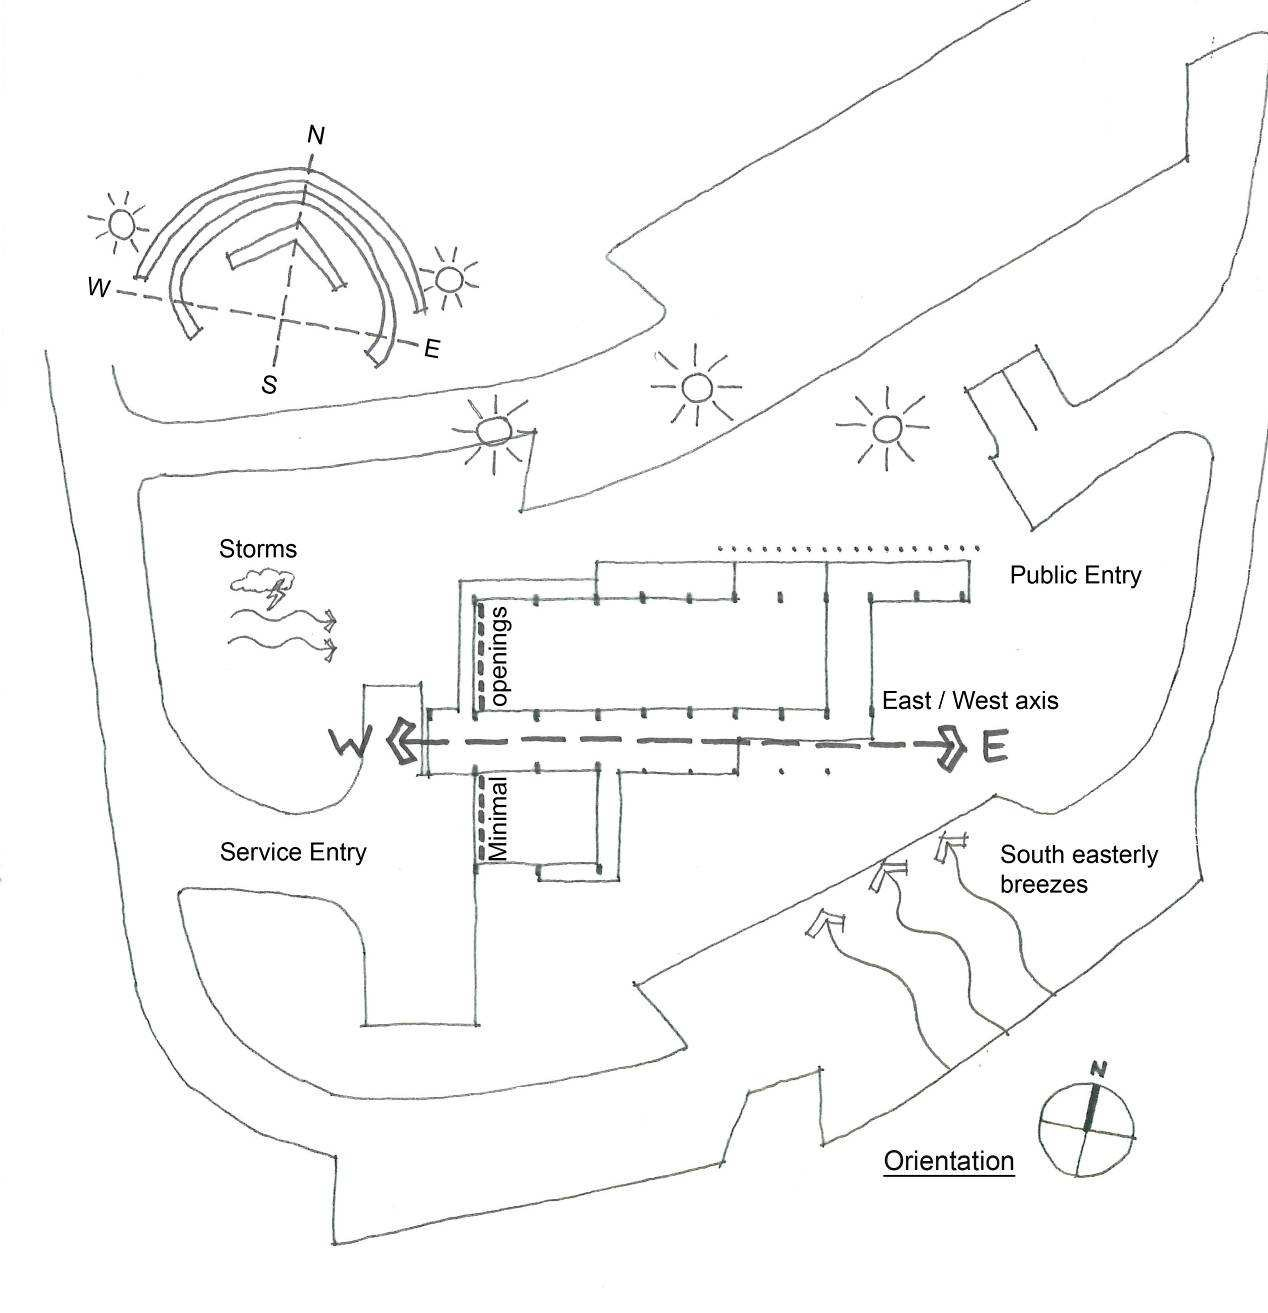 N
W
E
S
Storms
Public Entry
openings
East / West axis
W
E
Minimal
Service Entry
South easterly
breezes
N
Orientation